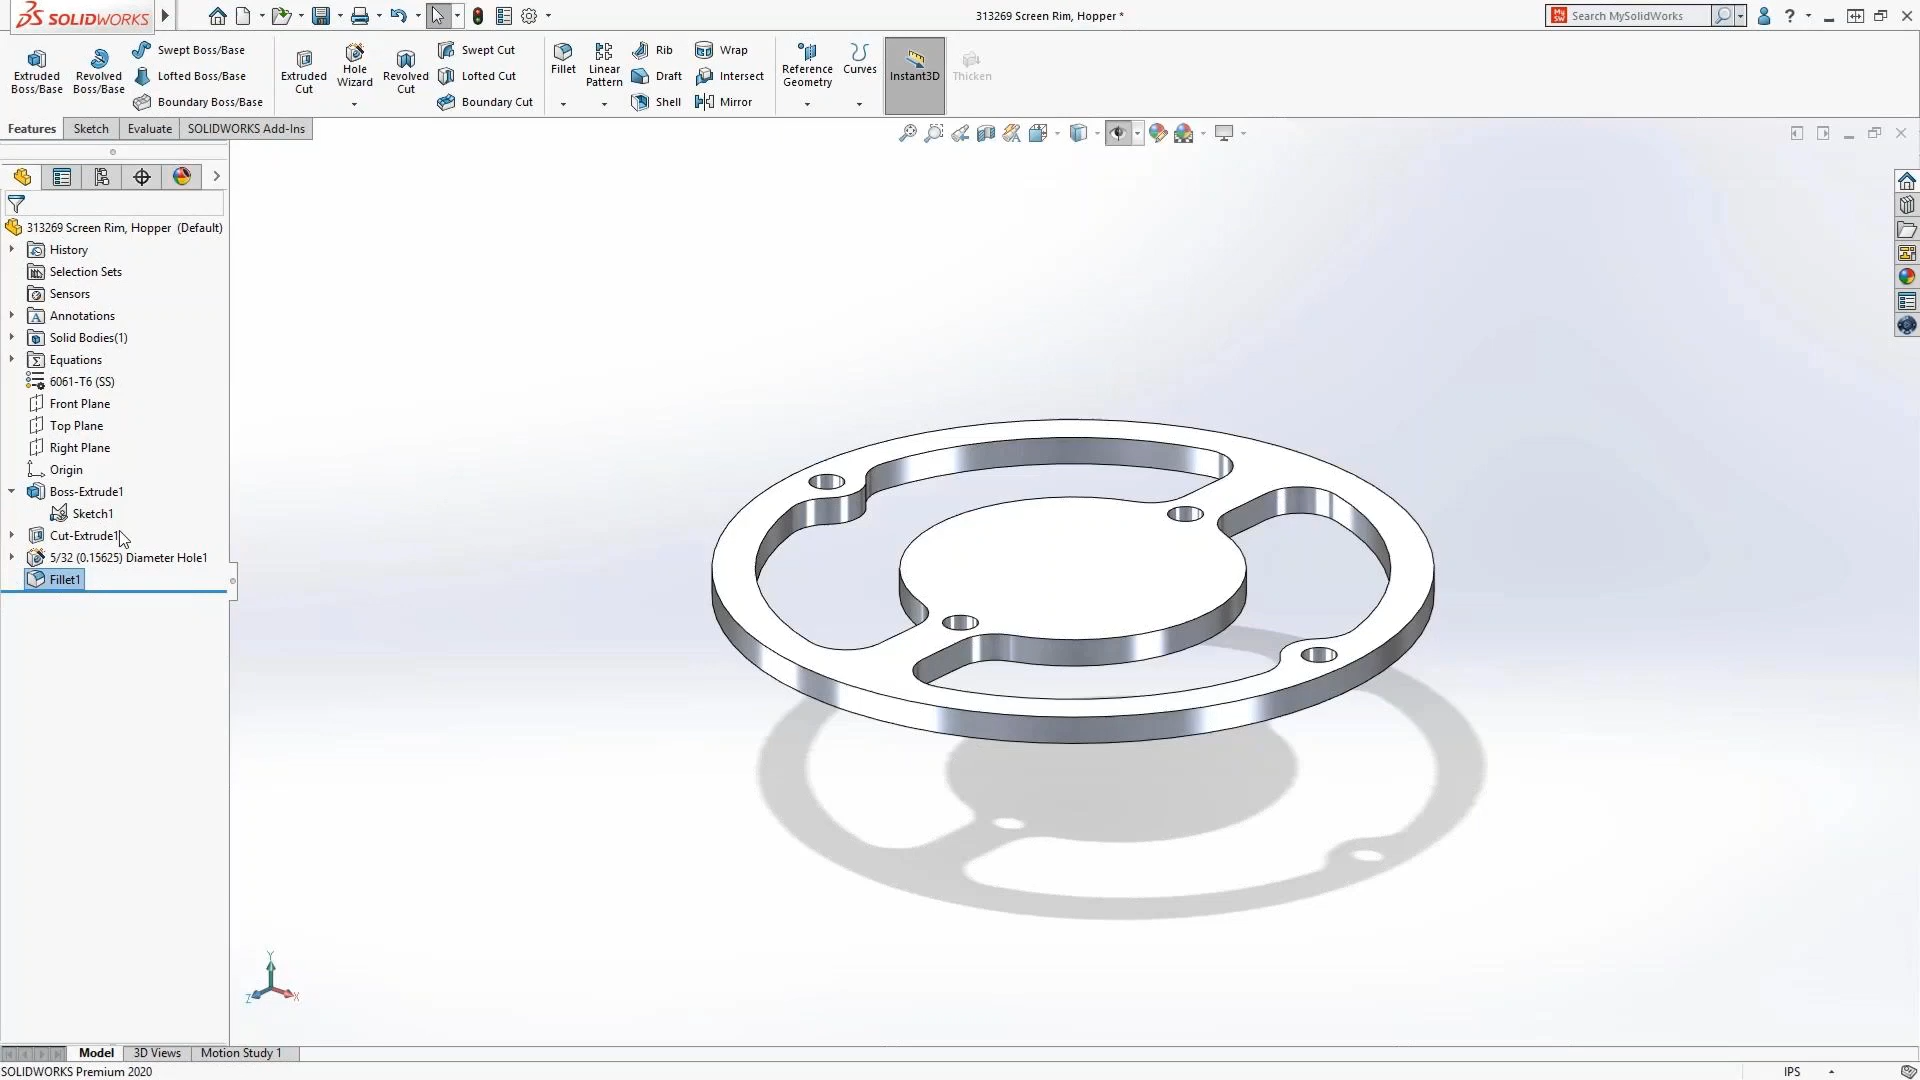 SOLIDWORKS
313269 Screen Rim, Hopper *
Search MySolidWorks
Extruded Boss/Base
Revolved Boss/Base
Swept Boss/Base
Lofted Boss/Base
Boundary Boss/Base
Extruded Cut
Hole Wizard
Revolved Cut
Swept Cut
Lofted Cut
Boundary Cut
Fillet
Linear Pattern
Rib
Draft
Shell
Wrap
Intersect
Mirror
Reference Geometry
Curves
Instant3D
Thicken
Features
Sketch
Evaluate
SOLIDWORKS Add-Ins
313269 Screen Rim, Hopper (Default)
History
Selection Sets
Sensors
Annotations
Solid Bodies(1)
Equations
6061-T6 (SS)
Front Plane
Top Plane
Right Plane
Origin
Boss-Extrude1
Sketch1
Cut-Extrude1
5/32 (0.15625) Diameter Hole1
Fillet1
Y
Z
X
Model
3D Views
Motion Study 1
SOLIDWORKS Premium 2020
IPS